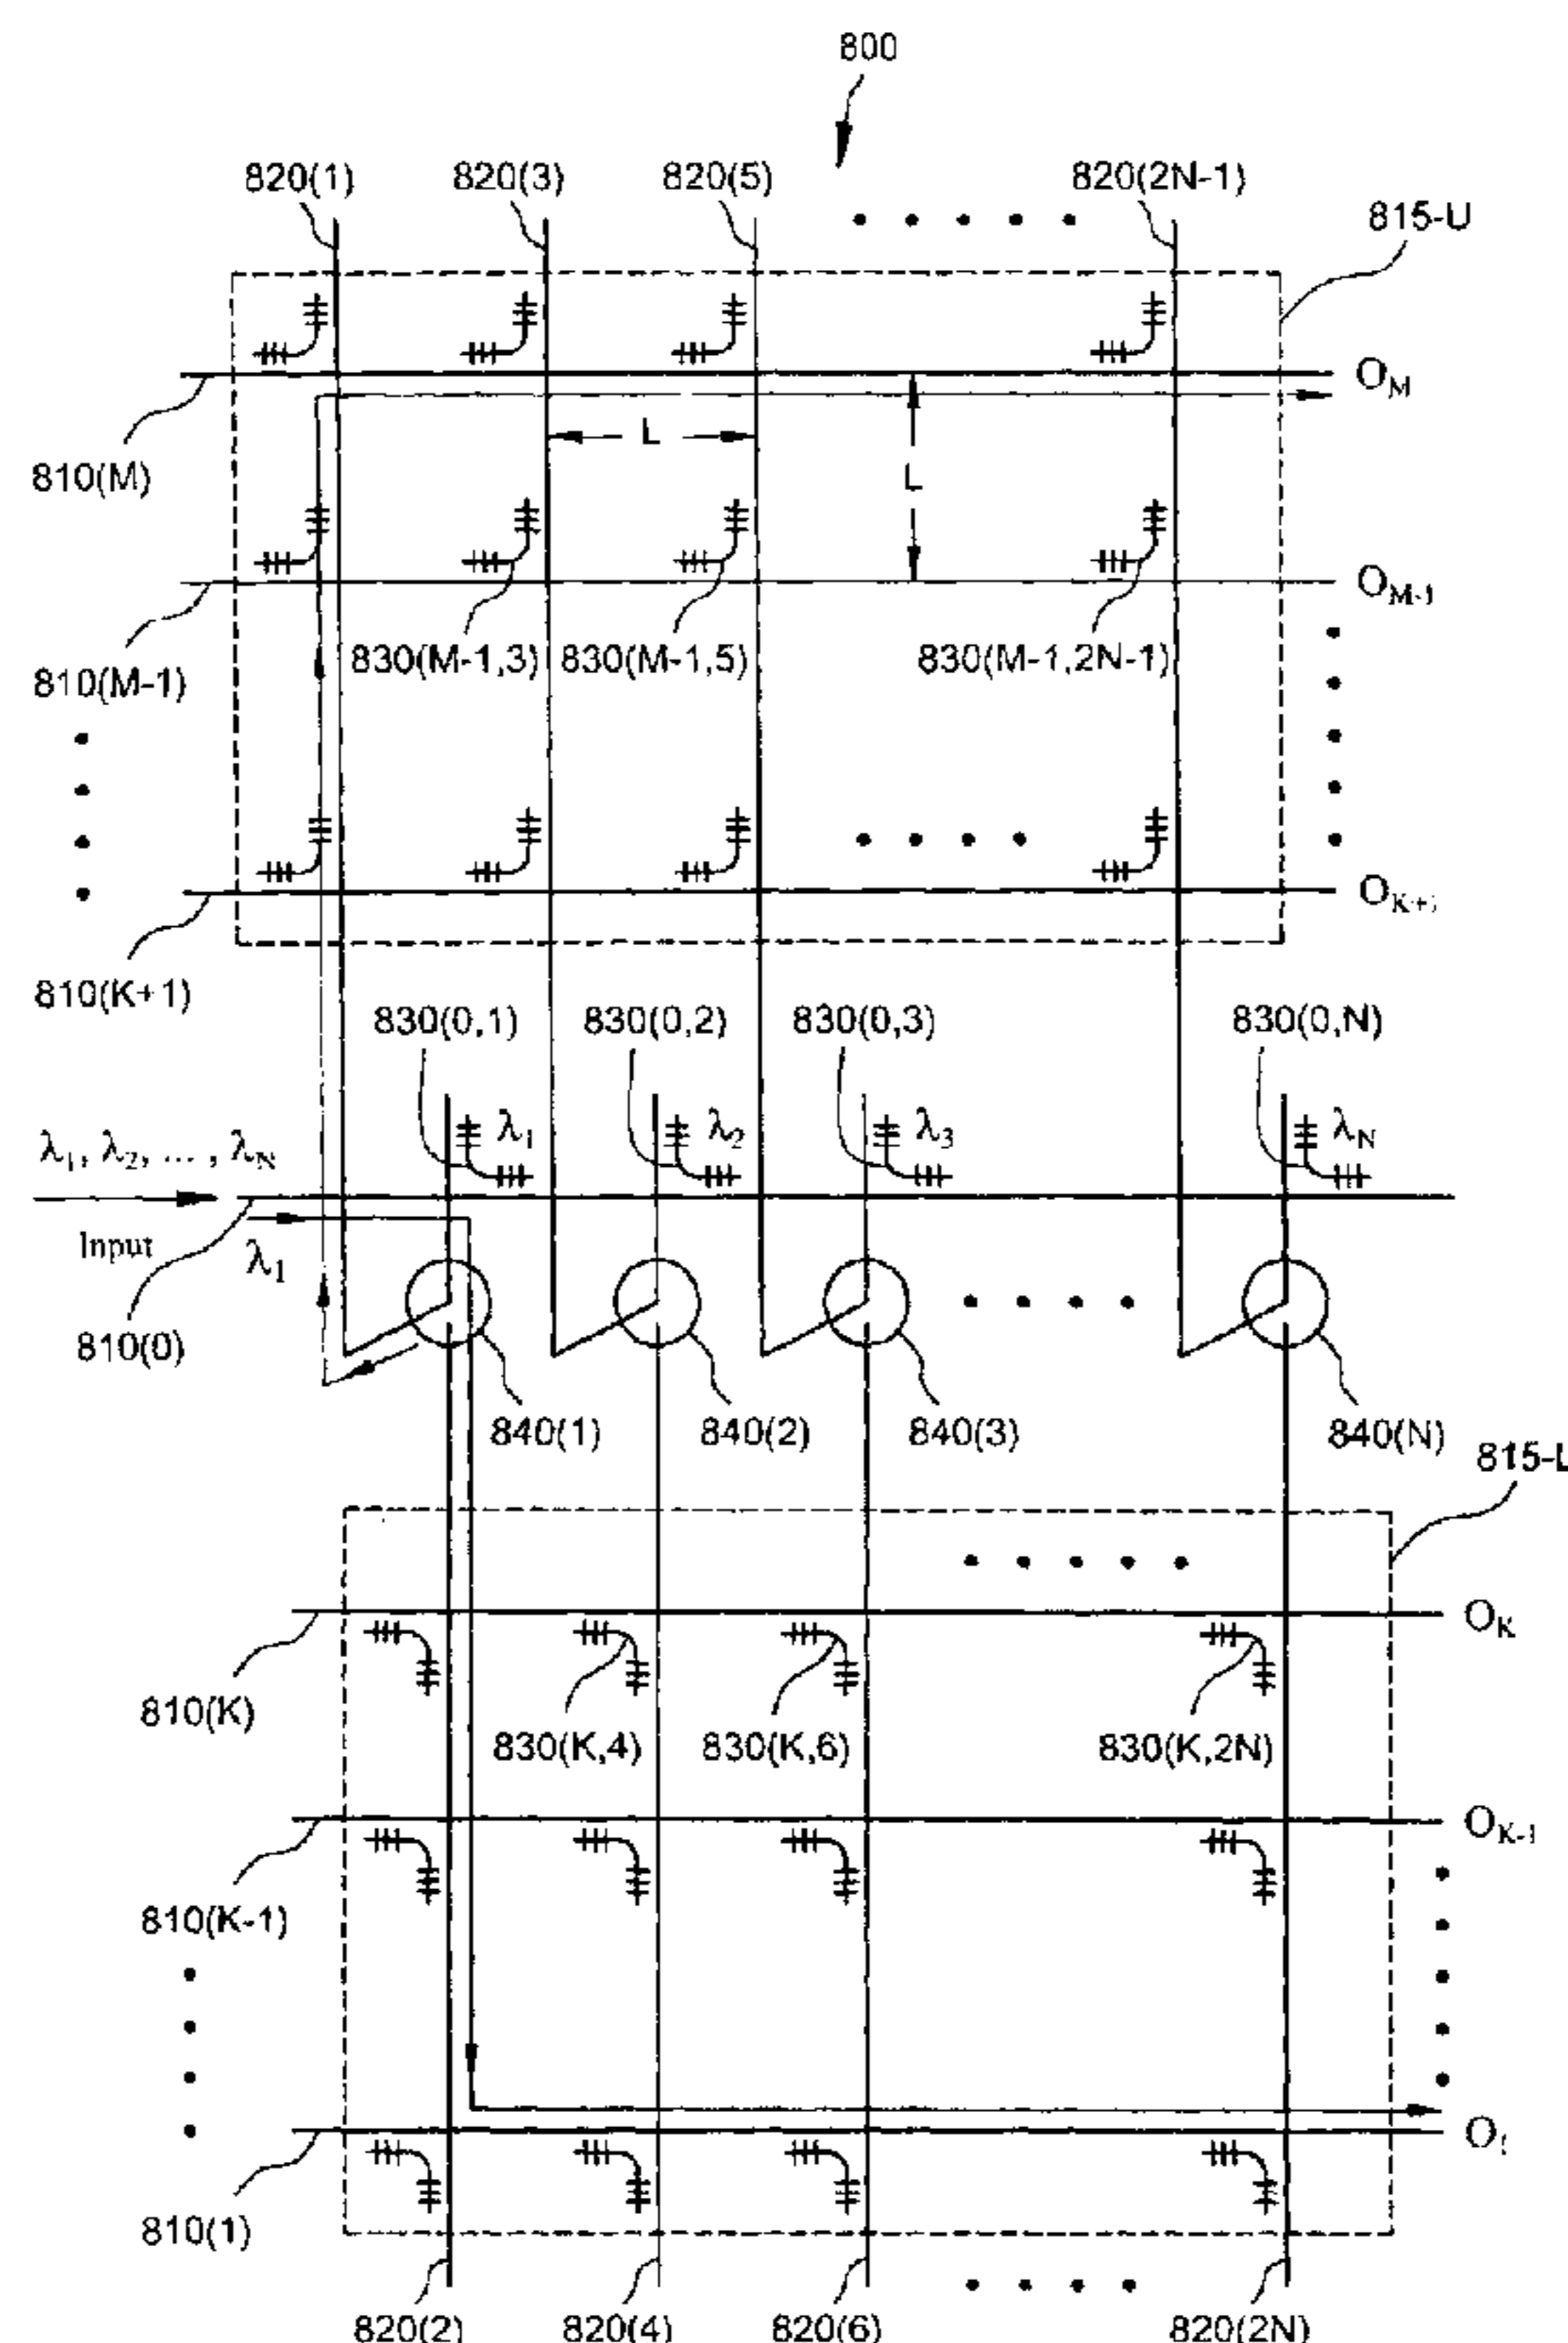 800
820(1) 820(3) 820(5) 820(2N-1)
815-U
O_M
L
L
810(M)
O_M-1
830(M-1,3) 830(M-1,5) 830(M-1,2N-1)
810(M-1)
810(K+1)
830(0,1) 830(0,2) 830(0,3) 830(0,N)
λ₁ λ₂ λ₃ λ_N
λ₁, λ₂, ... , λ_N
Input
λ₁
810(0)
840(1) 840(2) 840(3) 840(N)
O_K
810(K)
830(K,4) 830(K,6) 830(K,2N)
O_K-1
810(K-1)
810(1)
820(2) 820(4) 820(6) 820(2N)